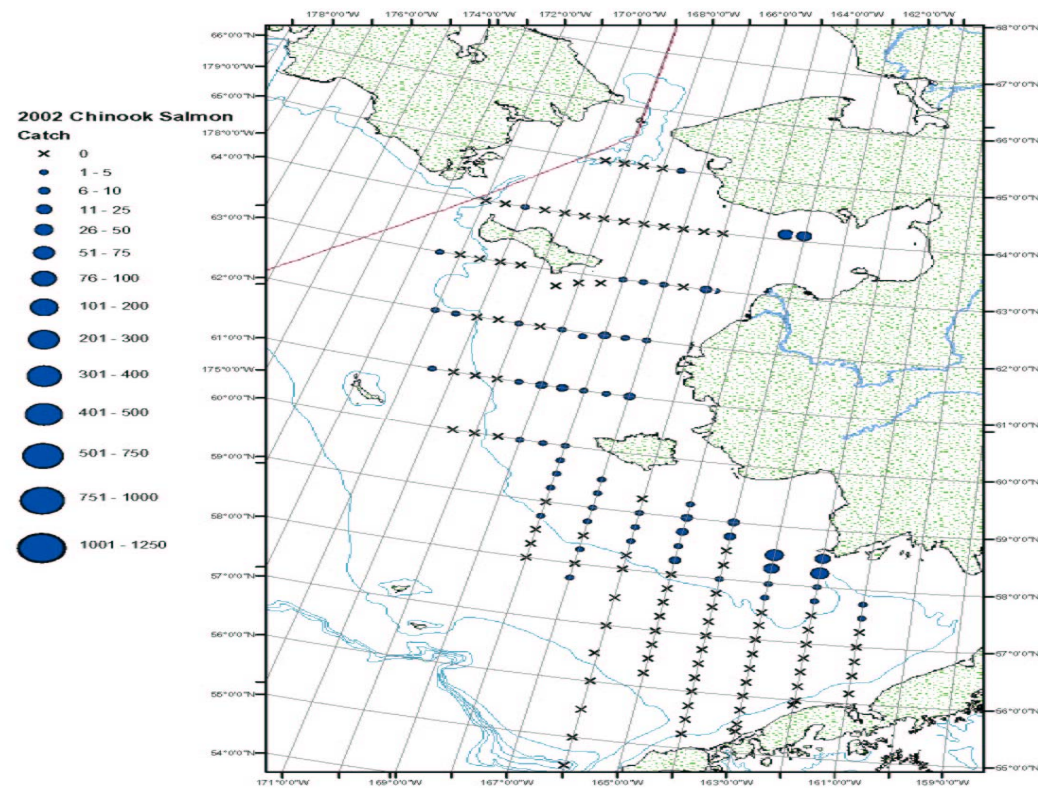 178°0'0"W 176°0'0"W 174°0'0"W 172°0'0"W 170°0'0"W 168°0'0"W 166°0'0"W 164°0'0"W 162°0'0"W
66°0'0"N
179°0'0"W
65°0'0"N
178°0'0"W
64°0'0"N
63°0'0"N
62°0'0"N
61°0'0"N
175°0'0"W
60°0'0"N
59°0'0"N
58°0'0"N
57°0'0"N
56°0'0"N
55°0'0"N
54°0'0"N
2002 Chinook Salmon
Catch
0
1 - 5
6 - 10
11 - 25
26 - 50
51 - 75
76 - 100
101 - 200
201 - 300
301 - 400
401 - 500
501 - 750
751 - 1000
1001 - 1250
68°0'0"N
67°0'0"N
66°0'0"N
65°0'0"N
64°0'0"N
63°0'0"N
62°0'0"N
61°0'0"N
60°0'0"N
59°0'0"N
58°0'0"N
57°0'0"N
56°0'0"N
55°0'0"N
171°0'0"W 169°0'0"W 167°0'0"W 165°0'0"W 163°0'0"W 161°0'0"W 159°0'0"W